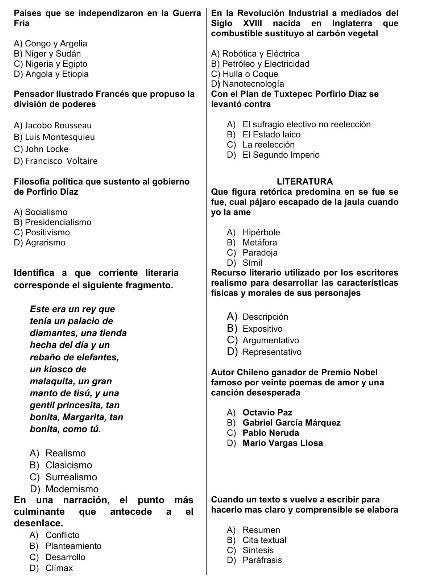 Países que se independizaron en la Guerra
Fría
A) Congo y Argelia
B) Níger y Sudán
C) Nigeria y Egipto
D) Angola y Etiopia
Pensador Ilustrado Francés que propuso la
división de poderes
A) Jacobo Rousseau
B) Luis Montesquieu
C) John Locke
D) Francisco Voltaire
Filosofía política que sustento al gobierno
de Porfirio Díaz
A) Socialismo
B) Presidencialismo
C) Positivismo
D) Agrarismo
Identifica a que corriente literaria
corresponde el siguiente fragmento.
Este era un rey que
tenía un palacio de
diamantes, una tienda
hecha del día y un
rebaño de elefantes,
un kiosco de
malaquita, un gran
manto de tisú, y una
gentil princesita, tan
bonita, Margarita, tan
bonita, como tú.
A) Realismo
B) Clasicismo
C) Surrealismo
D) Modernismo
En una narración, el punto más
culminante que antecede a el
desenlace.
A) Conflicto
B) Planteamiento
C) Desarrollo
D) Clímax
En la Revolución Industrial a mediados del
Siglo XVIII nacida en Inglaterra que
combustible sustituyo al carbón vegetal
A) Robótica y Eléctrica
B) Petróleo y Electricidad
C) Hulla o Coque
D) Nanotecnología
Con el Plan de Tuxtepec Porfirio Díaz se
levantó contra
A) El sufragio electivo no reelección
B) El Estado laico
C) La reelección
D) El Segundo Imperio
LITERATURA
Que figura retórica predomina en se fue se
fue, cual pájaro escapado de la jaula cuando
yo la ame
A) Hipérbole
B) Metáfora
C) Paradoja
D) Símil
Recurso literario utilizado por los escritores
realismo para desarrollar las características
físicas y morales de sus personajes
A) Descripción
B) Expositivo
C) Argumentativo
D) Representativo
Autor Chileno ganador de Premio Nobel
famoso por veinte poemas de amor y una
canción desesperada
A) Octavio Paz
B) Gabriel García Márquez
C) Pablo Neruda
D) Mario Vargas Llosa
Cuando un texto s vuelve a escribir para
hacerlo mas claro y comprensible se elabora
A) Resumen
B) Cita textual
C) Síntesis
D) Paráfrasis